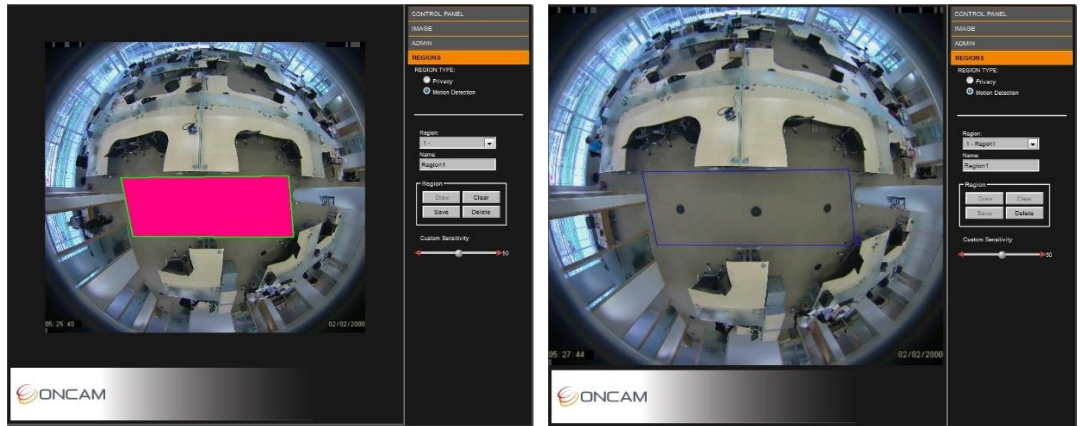 CONTROL PANEL
IMAGE
ADMIN
REGIONS
REGION TYPE:
Privacy
Motion Detection
Region:
1 -
Name:
Region1
Region
Draw Clear
Save Delete
Custom Sensitivity
50
05:25:40 02/02/2000
ONCAM
CONTROL PANEL
IMAGE
ADMIN
REGIONS
REGION TYPE:
Privacy
Motion Detection
Region:
1 - Region1
Name:
Region1
Region
Draw Clear
Save Delete
Custom Sensitivity
50
05:27:44 02/02/2000
ONCAM